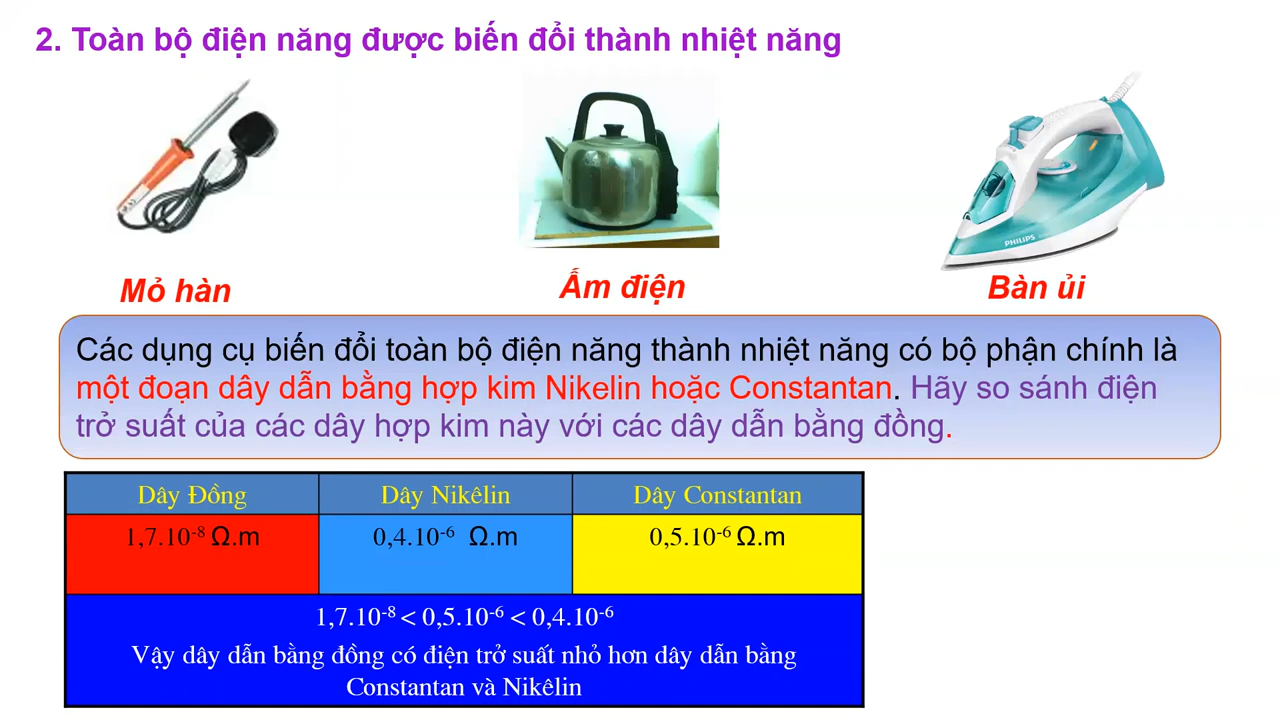 2. Toàn bộ điện năng được biến đổi thành nhiệt năng
PHILIPS
Mỏ hàn
Ấm điện
Bàn ủi
Các dụng cụ biến đổi toàn bộ điện năng thành nhiệt năng có bộ phận chính là
một đoạn dây dẫn bằng hợp kim Nikelin hoặc Constantan. Hãy so sánh điện
trở suất của các dây hợp kim này với các dây dẫn bằng đồng.
Dây Đồng Dây Nikêlin Dây Constantan
1,7.10⁻⁸ Ω.m 0,4.10⁻⁶ Ω.m 0,5.10⁻⁶ Ω.m
1,7.10⁻⁸ < 0,5.10⁻⁶ < 0,4.10⁻⁶
Vậy dây dẫn bằng đồng có điện trở suất nhỏ hơn dây dẫn bằng
Constantan và Nikêlin